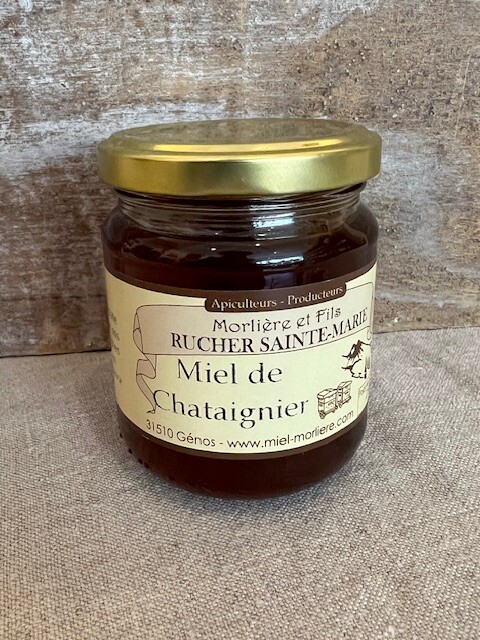 Apiculteurs - Producteurs
Morlière et Fils
RUCHER SAINTE-MARIE
Miel de
Chataignier
31510 Génos - www.miel-morliere.com